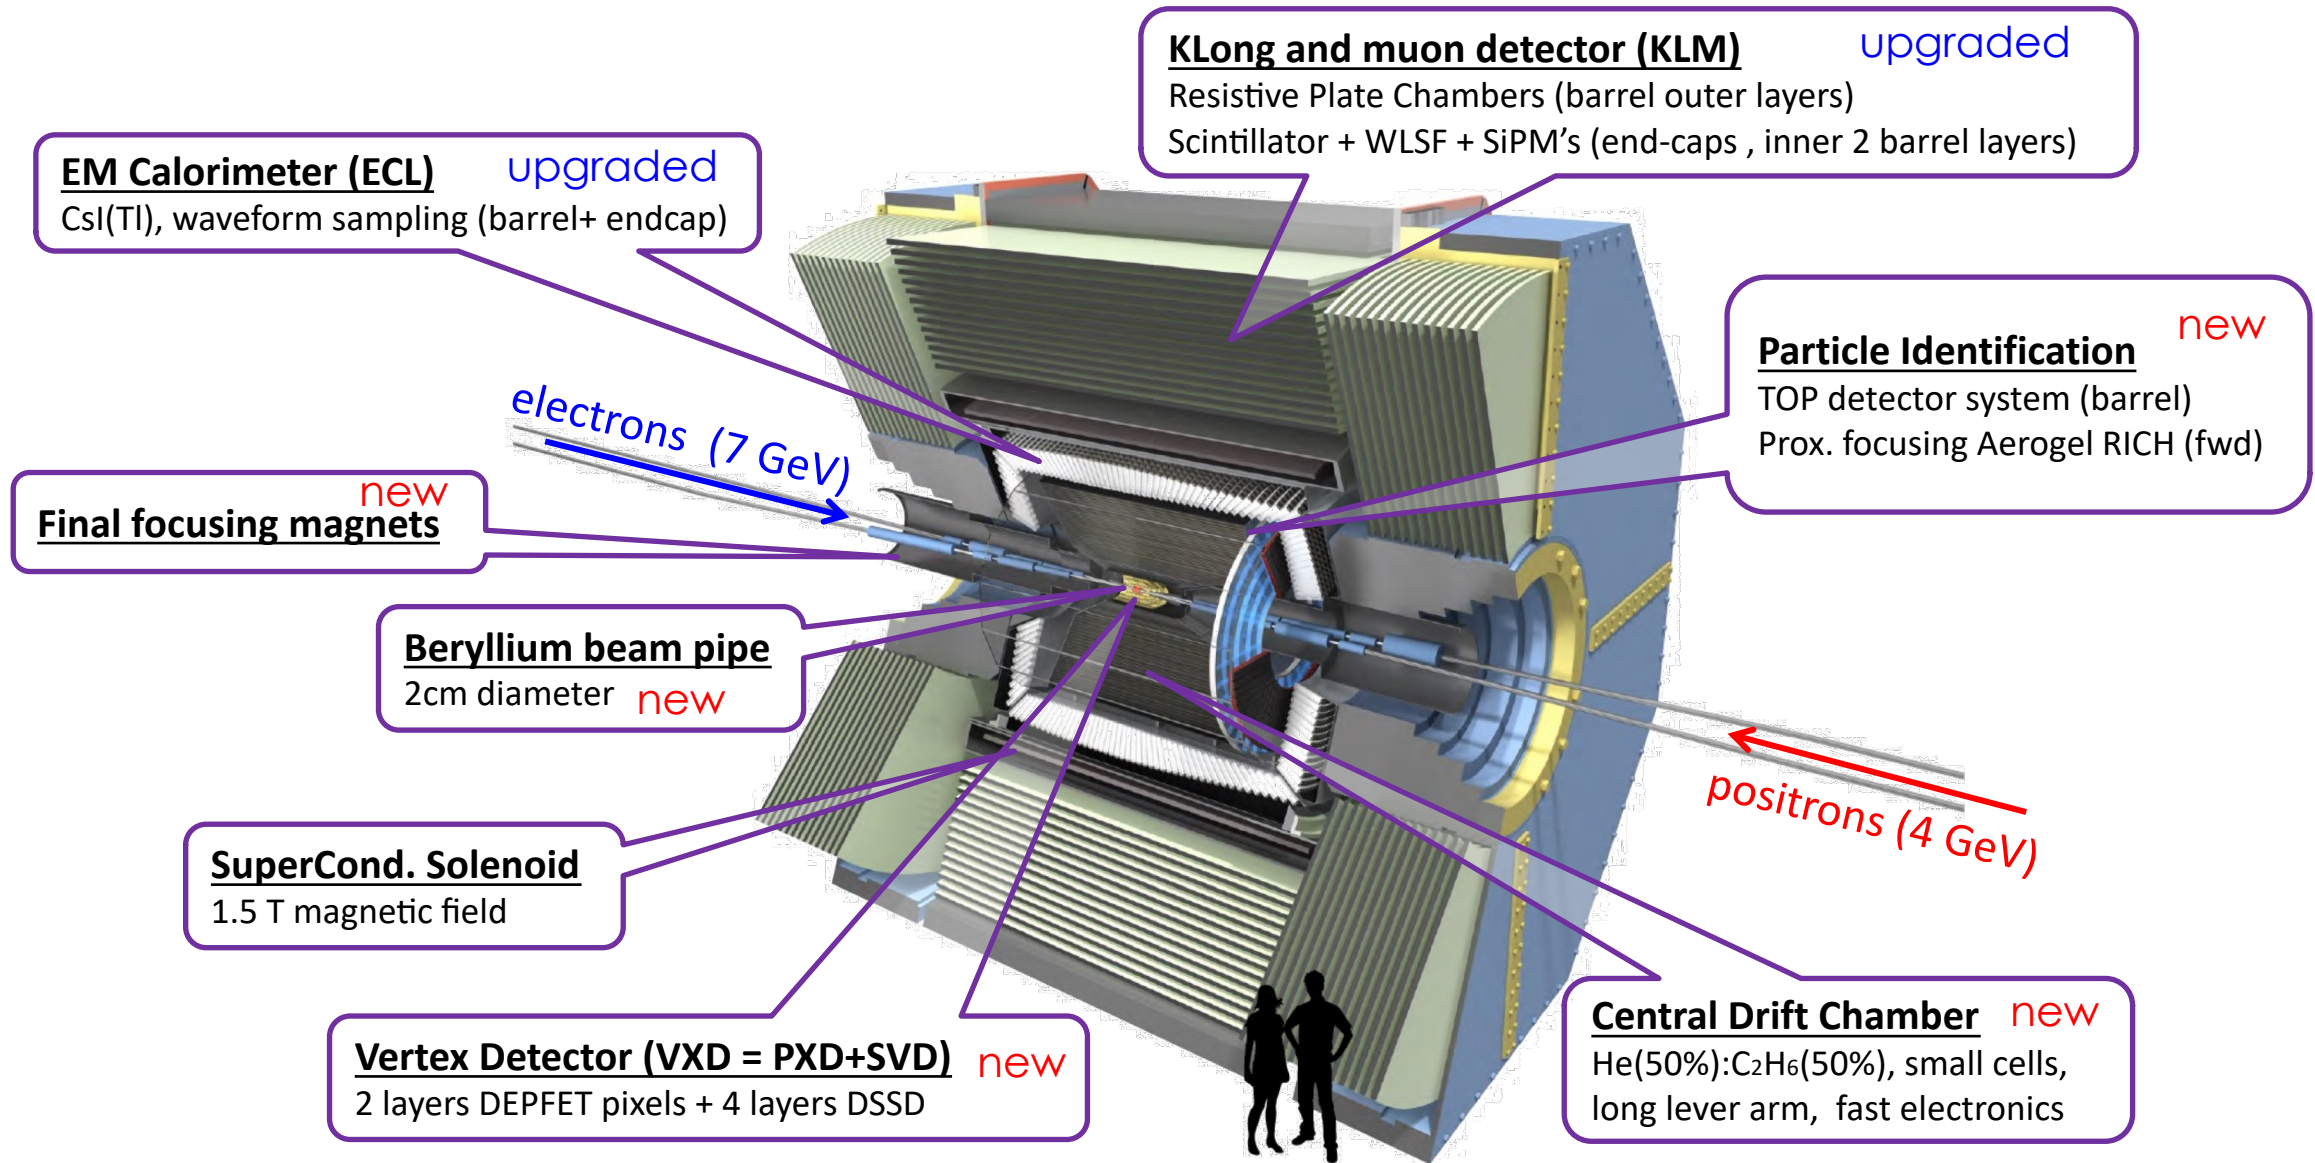 KLong and muon detector (KLM) upgraded
Resistive Plate Chambers (barrel outer layers)
Scintillator + WLSF + SiPM's (end-caps , inner 2 barrel layers)
EM Calorimeter (ECL) upgraded
CsI(Tl), waveform sampling (barrel+ endcap)
new
Particle Identification
TOP detector system (barrel)
Prox. focusing Aerogel RICH (fwd)
electrons (7 GeV)
new
Final focusing magnets
Beryllium beam pipe
2cm diameter new
positrons (4 GeV)
SuperCond. Solenoid
1.5 T magnetic field
Vertex Detector (VXD = PXD+SVD) new
2 layers DEPFET pixels + 4 layers DSSD
Central Drift Chamber new
He(50%):C₂H₆(50%), small cells,
long lever arm, fast electronics